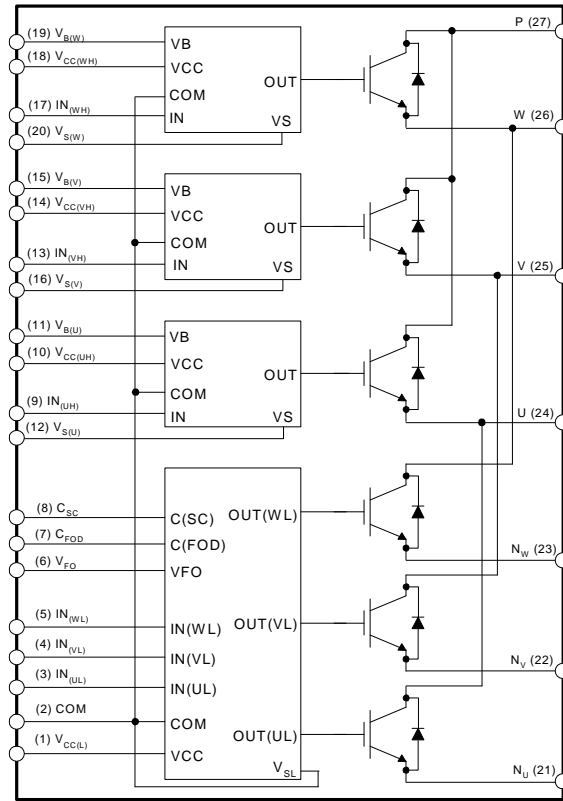 (19) VB(W)
VB
P (27)
(18) VCC(WH)
VCC
COM
OUT
(17) IN(WH)
IN
W (26)
(20) VS(W)
VS
(15) VB(V)
VB
(14) VCC(VH)
VCC
OUT
COM
(13) IN(VH)
IN
VS
V (25)
(16) VS(V)
(11) VB(U)
VB
(10) VCC(UH)
VCC
OUT
COM
(9) IN(UH)
IN
VS
U (24)
(12) VS(U)
(8) CSC
C(SC)
OUT(WL)
(7) CFOD
C(FOD)
NW (23)
(6) VFO
VFO
(5) IN(WL)
IN(WL)
OUT(VL)
(4) IN(VL)
IN(VL)
NV (22)
(3) IN(UL)
IN(UL)
(2) COM
COM
OUT(UL)
(1) VCC(L)
VCC
VSL
NU (21)